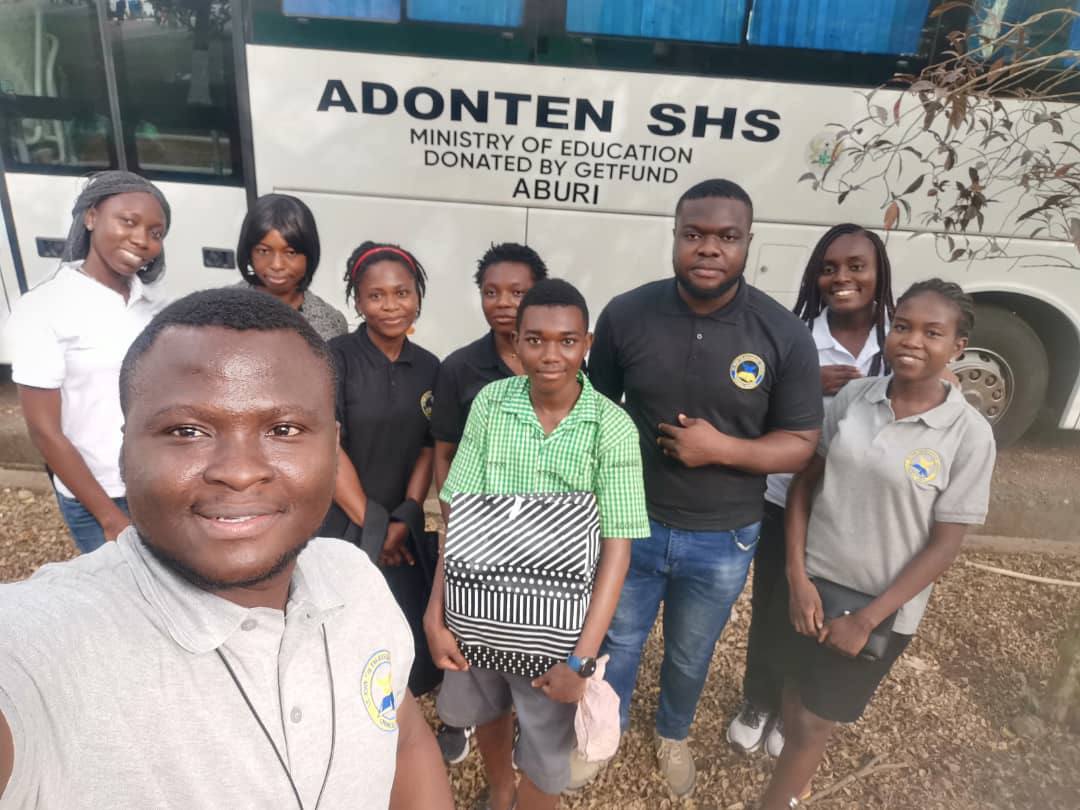 ADONTEN SHS
MINISTRY OF EDUCATION
DONATED BY GETFUND
ABURI